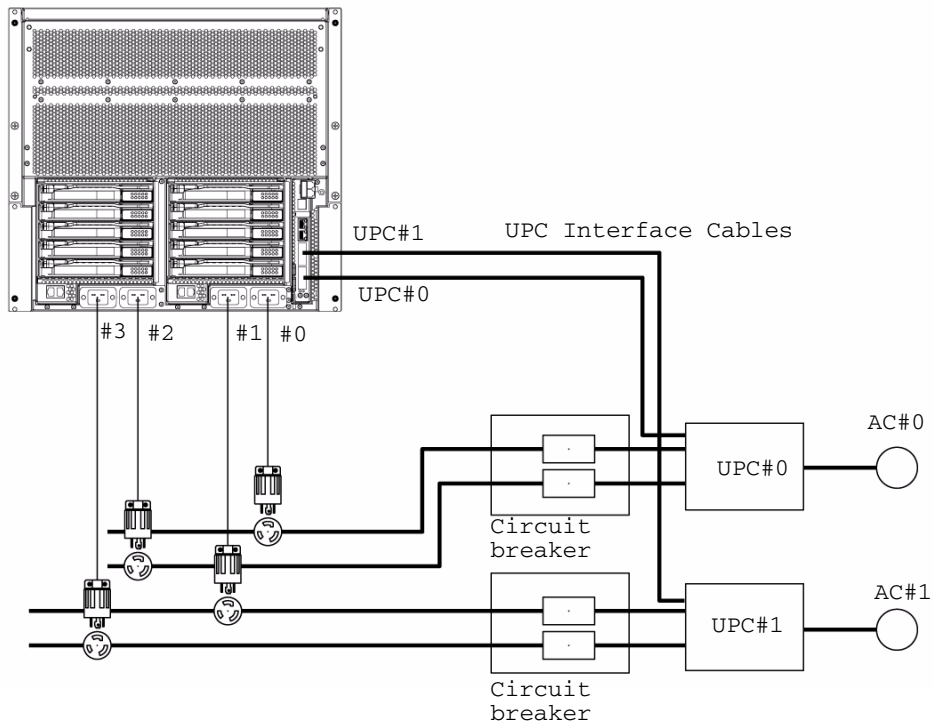 UPC#1
UPC Interface Cables
UPC#0
#3
#2
#1
#0
AC#0
UPC#0
Circuit
breaker
AC#1
UPC#1
Circuit
breaker